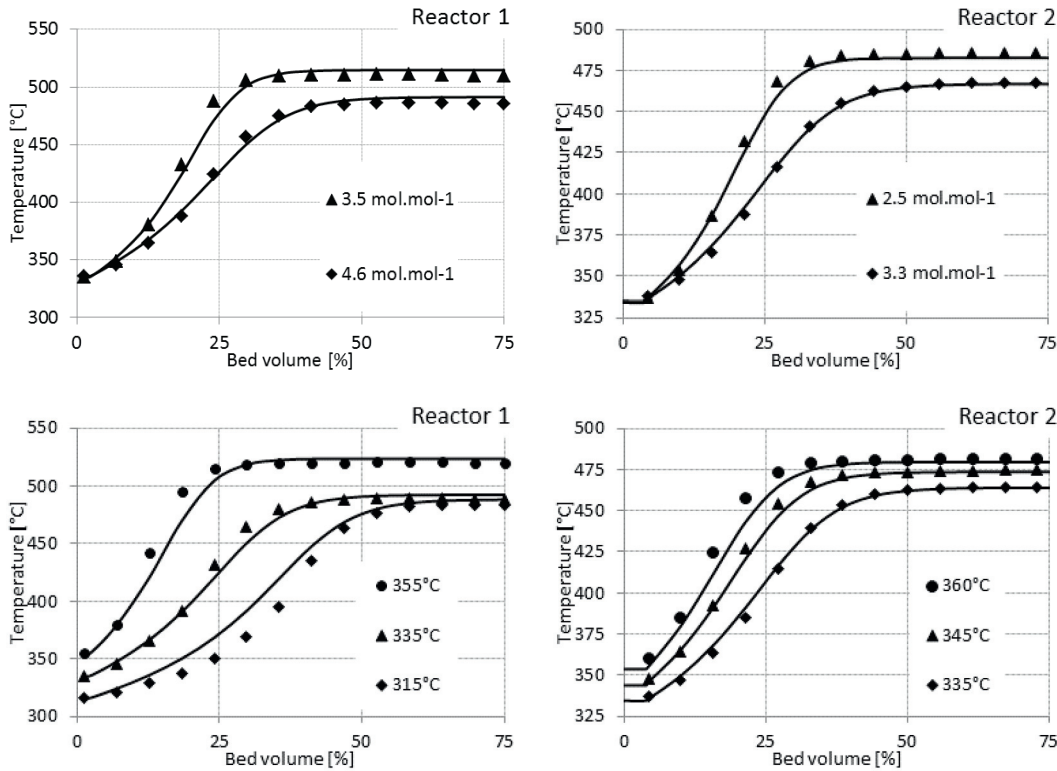 Reactor 1
550
500
450
400
350
300
Temperature [°C]
3.5 mol.mol-1
4.6 mol.mol-1
0
25
50
75
Bed volume [%]
Reactor 2
500
475
450
425
400
375
350
325
Temperature [°C]
2.5 mol.mol-1
3.3 mol.mol-1
0
25
50
75
Bed volume [%]
Reactor 1
550
500
450
400
350
300
Temperature [°C]
355°C
335°C
315°C
0
25
50
75
Bed volume [%]
Reactor 2
500
475
450
425
400
375
350
325
Temperature [°C]
360°C
345°C
335°C
0
25
50
75
Bed volume [%]